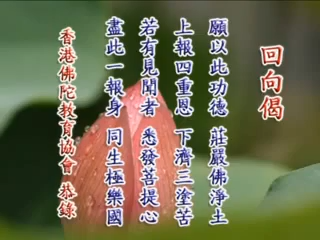 回向偈
願以此功德 莊嚴佛淨土
上報四重恩 下濟三塗苦
若有見聞者 悉發菩提心
盡此一報身 同生極樂國
香港佛陀教育協會 恭錄